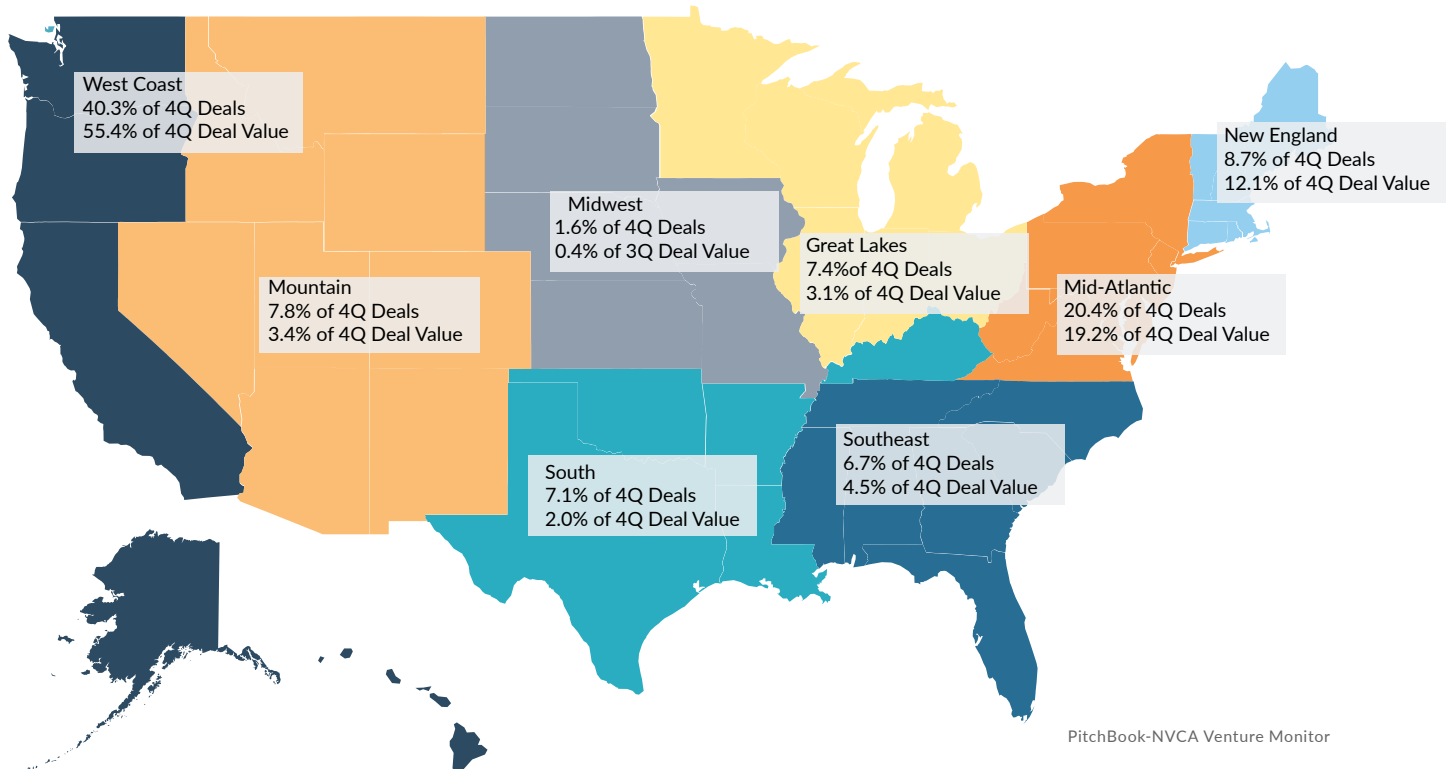 West Coast
40.3% of 4Q Deals
55.4% of 4Q Deal Value
New England
8.7% of 4Q Deals
12.1% of 4Q Deal Value
Midwest
1.6% of 4Q Deals
0.4% of 3Q Deal Value
Great Lakes
7.4%of 4Q Deals
3.1% of 4Q Deal Value
Mountain
7.8% of 4Q Deals
3.4% of 4Q Deal Value
Mid-Atlantic
20.4% of 4Q Deals
19.2% of 4Q Deal Value
Southeast
6.7% of 4Q Deals
4.5% of 4Q Deal Value
South
7.1% of 4Q Deals
2.0% of 4Q Deal Value
PitchBook-NVCA Venture Monitor